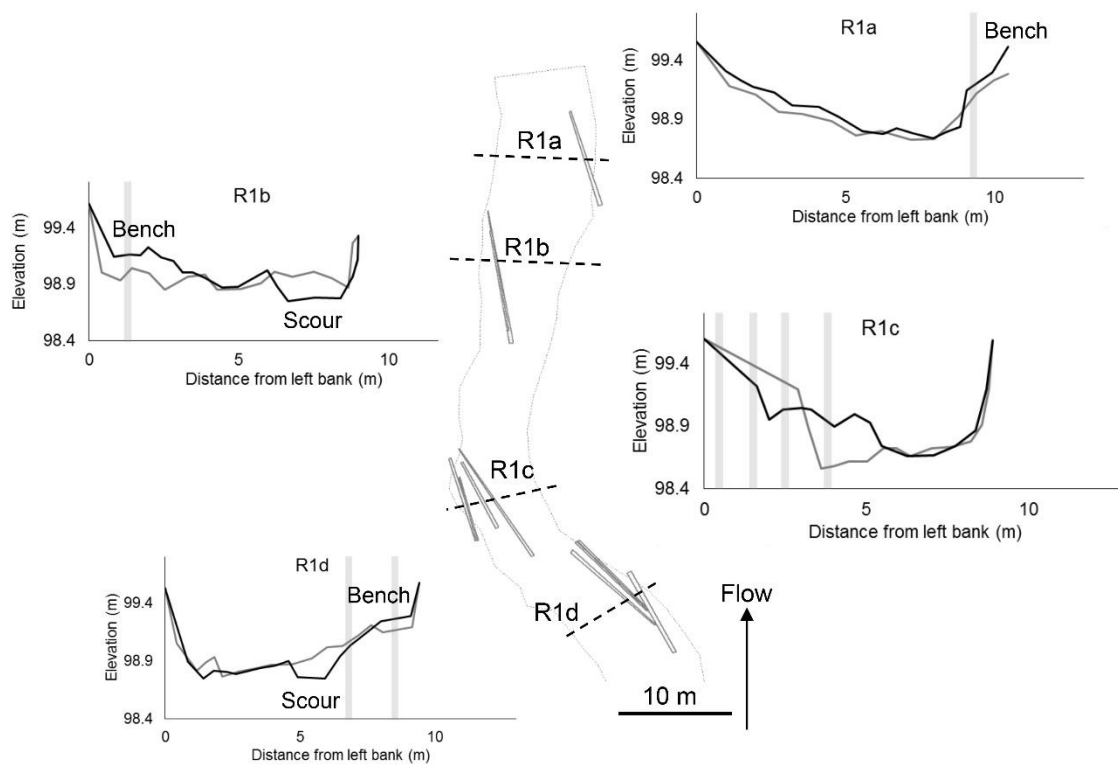 R1a
Bench
Elevation (m)
99.4
98.9
98.4
0
5
10
Distance from left bank (m)
R1b
Bench
Scour
Elevation (m)
99.4
98.9
98.4
0
5
10
Distance from left bank (m)
R1a
R1b
R1c
R1d
R1c
Elevation (m)
99.4
98.9
98.4
0
5
10
Distance from left bank (m)
R1d
Bench
Scour
Elevation (m)
99.4
98.9
98.4
0
5
10
Distance from left bank (m)
Flow
10 m